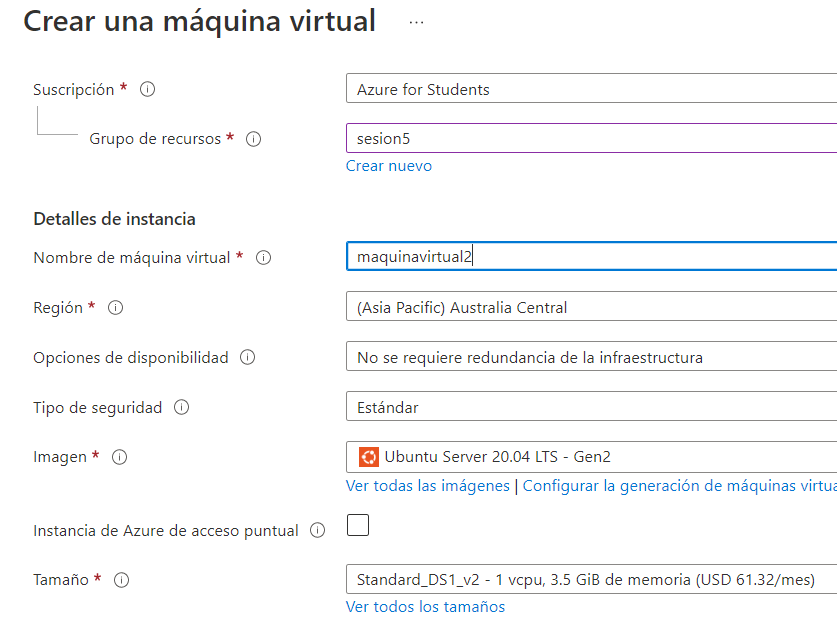 Crear una máquina virtual ...
Suscripción * Azure for Students
Grupo de recursos * sesion5
Crear nuevo
Detalles de instancia
Nombre de máquina virtual * maquinavirtual2
Región * (Asia Pacific) Australia Central
Opciones de disponibilidad No se requiere redundancia de la infraestructura
Tipo de seguridad Estándar
Imagen * Ubuntu Server 20.04 LTS - Gen2
Ver todas las imágenes | Configurar la generación de máquinas virtua
Instancia de Azure de acceso puntual
Tamaño * Standard_DS1_v2 - 1 vcpu, 3.5 GiB de memoria (USD 61.32/mes)
Ver todos los tamaños